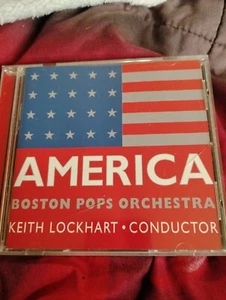 AMERICA
BOSTON POPS ORCHESTRA
KEITH LOCKHART • CONDUCTOR